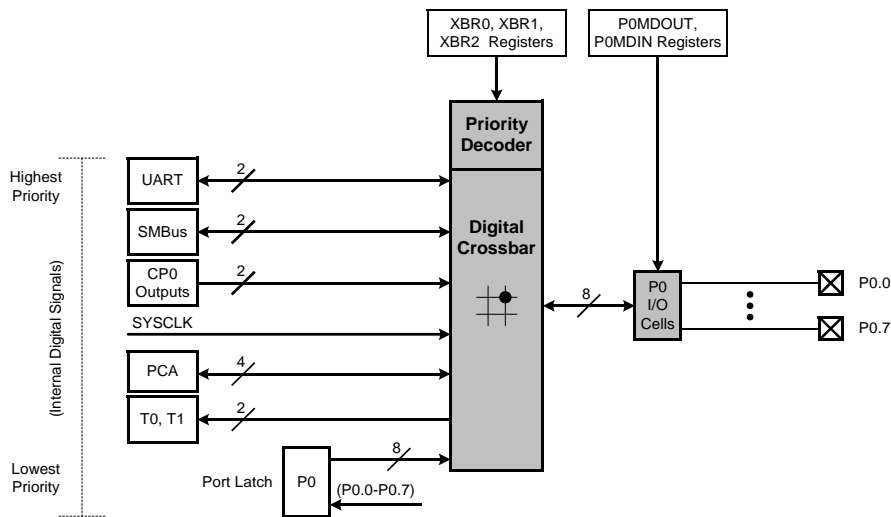 XBR0, XBR1,
XBR2 Registers
P0MDOUT,
P0MDIN Registers
Priority
Decoder
Highest
Priority
UART
2
SMBus
2
Digital
Crossbar
CP0
Outputs
2
8
P0
I/O
Cells
P0.0
P0.7
SYSCLK
(Internal Digital Signals)
PCA
4
T0, T1
2
Lowest
Priority
Port Latch
P0
8
(P0.0-P0.7)